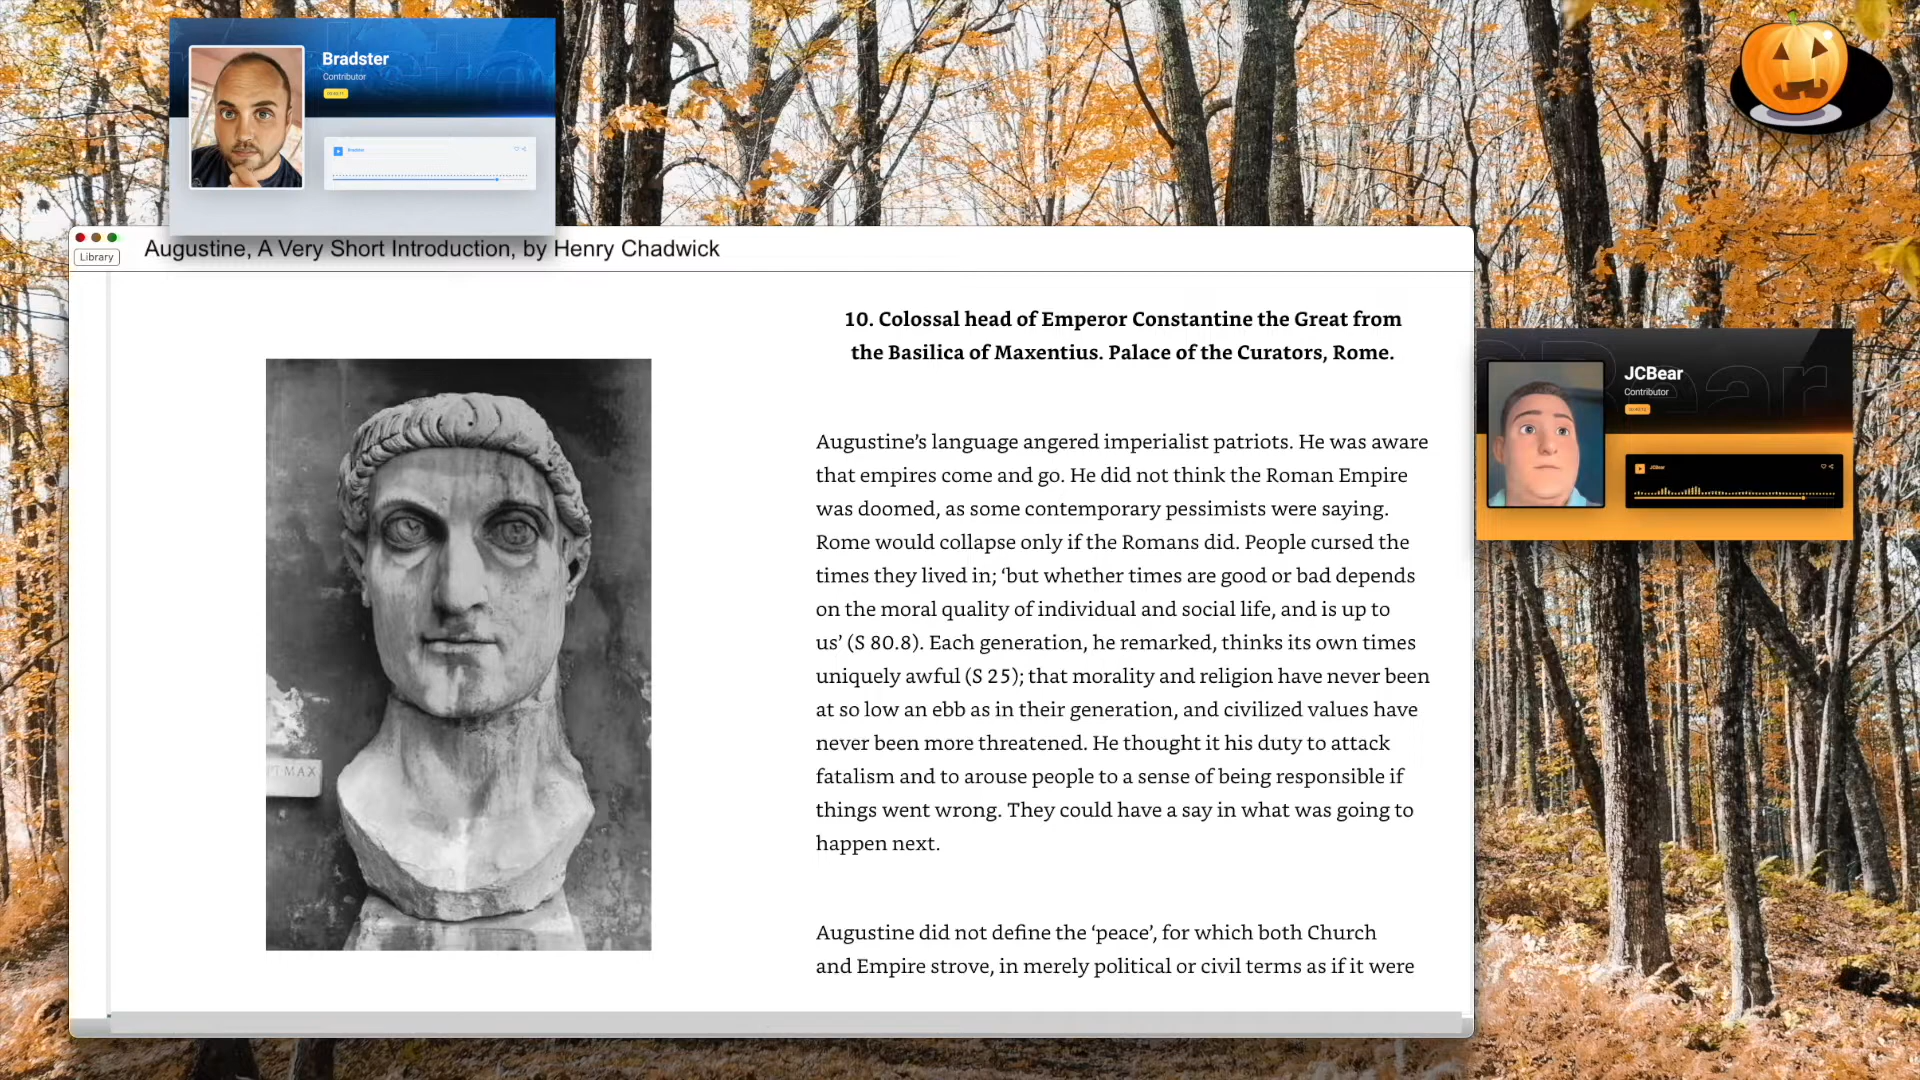 Bradster
Contributor
Bradster
Library
Augustine, A Very Short Introduction, by Henry Chadwick
10. Colossal head of Emperor Constantine the Great from
the Basilica of Maxentius. Palace of the Curators, Rome.
Augustine’s language angered imperialist patriots. He was aware
that empires come and go. He did not think the Roman Empire
was doomed, as some contemporary pessimists were saying.
Rome would collapse only if the Romans did. People cursed the
times they lived in; ‘but whether times are good or bad depends
on the moral quality of individual and social life, and is up to
us’ (S 80.8). Each generation, he remarked, thinks its own times
uniquely awful (S 25); that morality and religion have never been
at so low an ebb as in their generation, and civilized values have
never been more threatened. He thought it his duty to attack
fatalism and to arouse people to a sense of being responsible if
things went wrong. They could have a say in what was going to
happen next.
Augustine did not define the ‘peace’, for which both Church
and Empire strove, in merely political or civil terms as if it were
MAX
JCBear
Contributor
JCBear